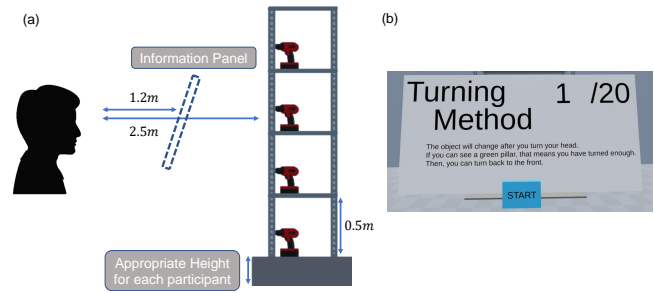 (a)
Information Panel
1.2m
2.5m
0.5m
Appropriate Height
for each participant
(b)
Turning 1 /20
Method
The object will change after you turn your head.
If you can see a green pillar, that means you have turned enough.
Then, you can turn back to the front.
START